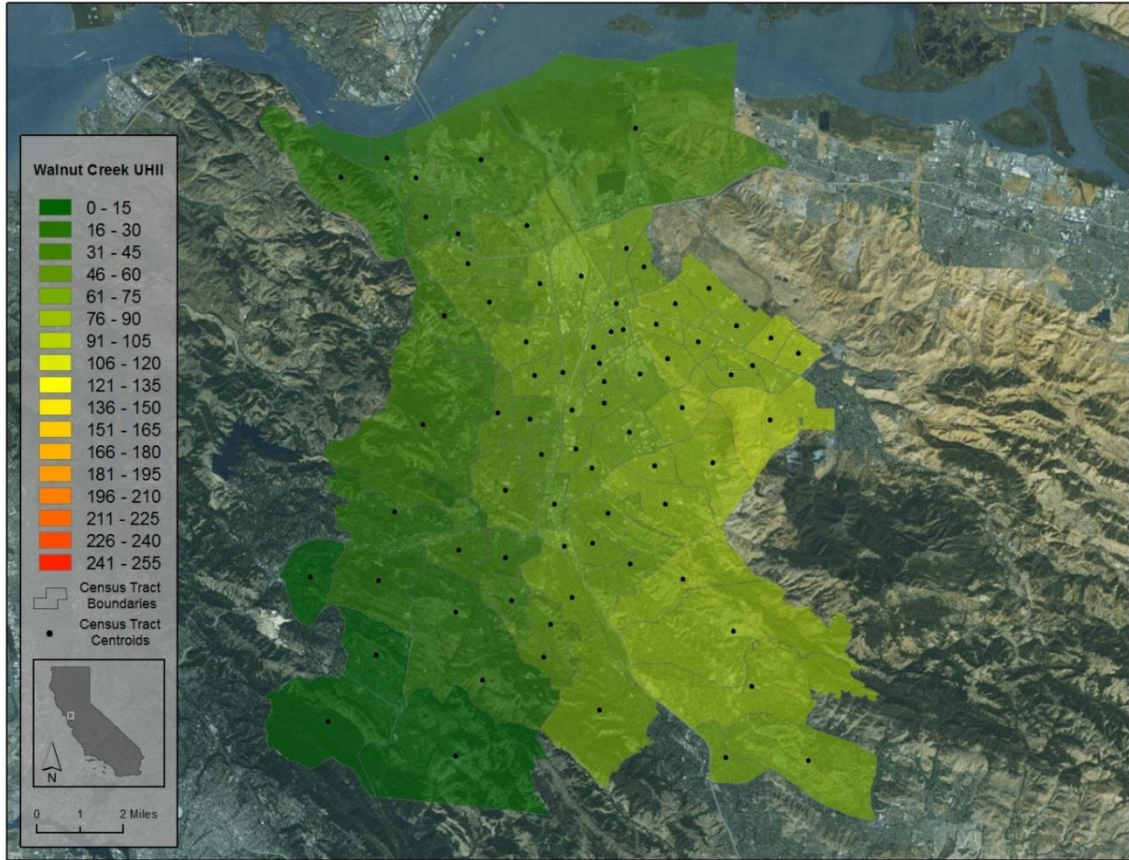 Walnut Creek UHII
0 - 15
16 - 30
31 - 45
46 - 60
61 - 75
76 - 90
91 - 105
106 - 120
121 - 135
136 - 150
151 - 165
166 - 180
181 - 195
196 - 210
211 - 225
226 - 240
241 - 255
Census Tract
Boundaries
Census Tract
Centroids
N
0 1 2 Miles